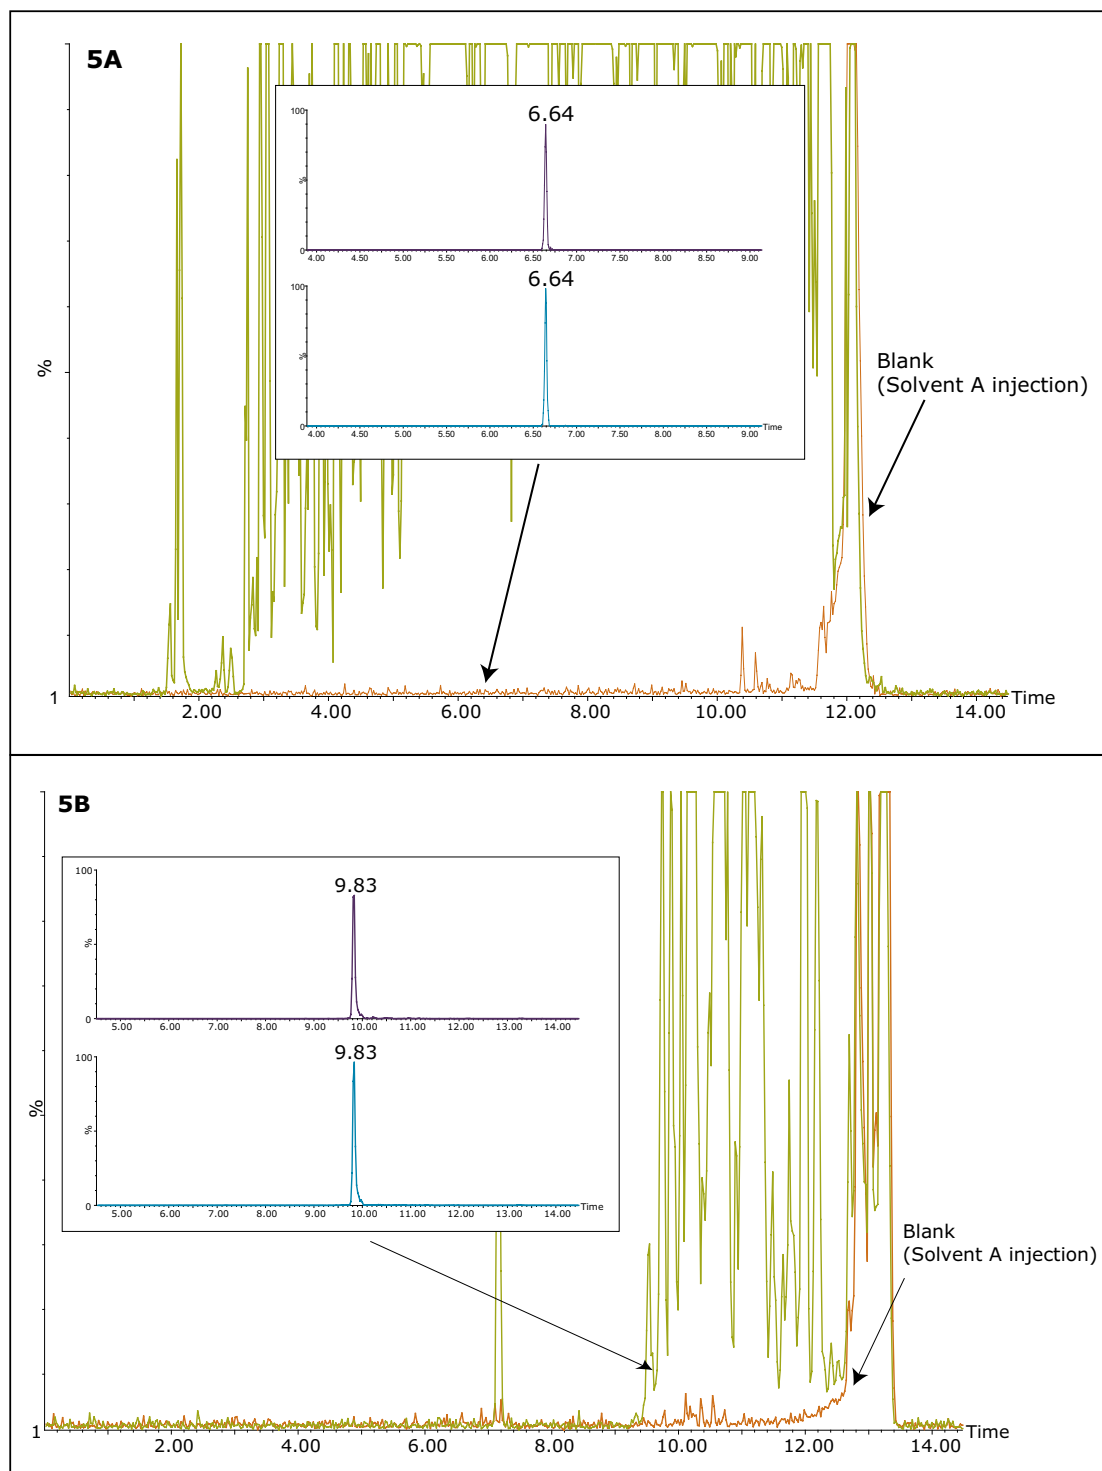 5A
6.64
100
%
0
4.00 4.50 5.00 5.50 6.00 6.50 7.00 7.50 8.00 8.50 9.00
6.64
100
%
0
4.00 4.50 5.00 5.50 6.00 6.50 7.00 7.50 8.00 8.50 9.00 Time
%
Blank
(Solvent A injection)
1
2.00 4.00 6.00 8.00 10.00 12.00 14.00 Time
5B
9.83
100
%
0
5.00 6.00 7.00 8.00 9.00 10.00 11.00 12.00 13.00 14.00
9.83
100
%
0
5.00 6.00 7.00 8.00 9.00 10.00 11.00 12.00 13.00 14.00 Time
%
Blank
(Solvent A injection)
1
2.00 4.00 6.00 8.00 10.00 12.00 14.00 Time